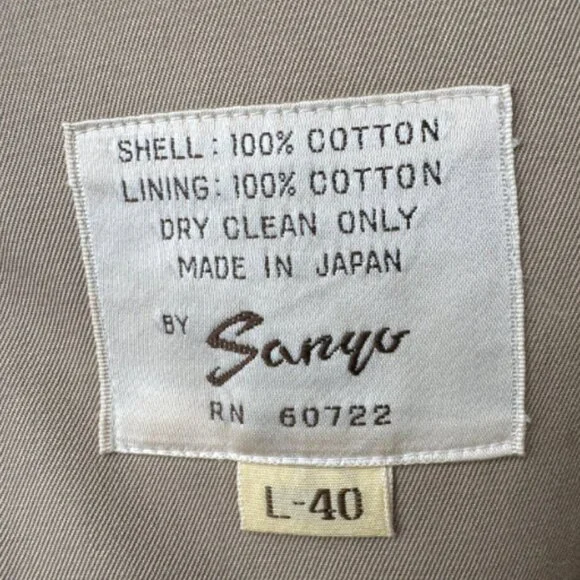 SHELL: 100% COTTON
LINING: 100% COTTON
DRY CLEAN ONLY
MADE IN JAPAN
BY Sanyo
RN 60722
L-40